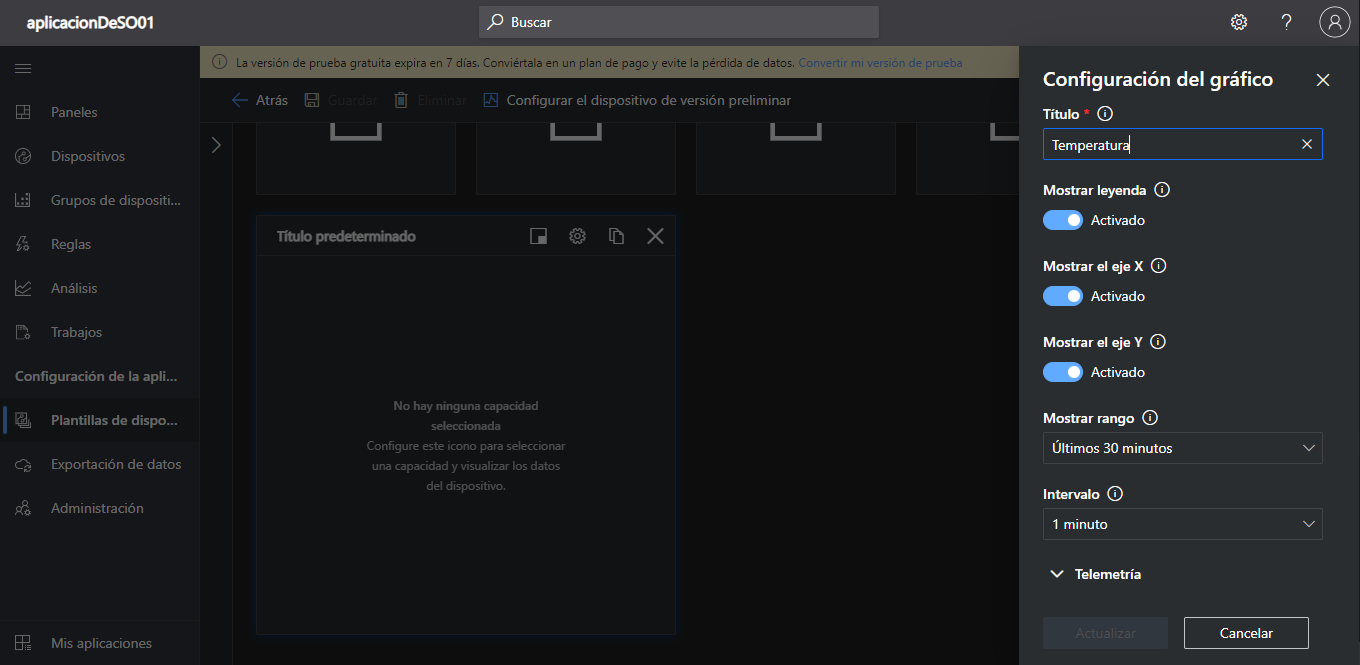 aplicacionDeSO01
Buscar
La versión de prueba gratuita expira en 7 días. Conviértala en un plan de pago y evite la pérdida de datos. Convertir mi versión de prueba
Atrás
Guardar
Eliminar
Configurar el dispositivo de versión preliminar
Paneles
Dispositivos
Grupos de dispositi...
Reglas
Análisis
Trabajos
Configuración de la apli...
Plantillas de dispo...
Exportación de datos
Administración
Mis aplicaciones
Título predeterminado
No hay ninguna capacidad
seleccionada
Configure este icono para seleccionar
una capacidad y visualizar los datos
del dispositivo.
Configuración del gráfico
Título *
Temperatura
Mostrar leyenda
Activado
Mostrar el eje X
Activado
Mostrar el eje Y
Activado
Mostrar rango
Últimos 30 minutos
Intervalo
1 minuto
Telemetría
Actualizar
Cancelar